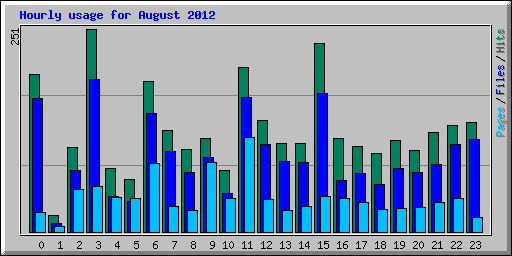 Hourly usage for August 2012
251
Pages / Files / Hits
0 1 2 3 4 5 6 7 8 9 10 11 12 13 14 15 16 17 18 19 20 21 22 23